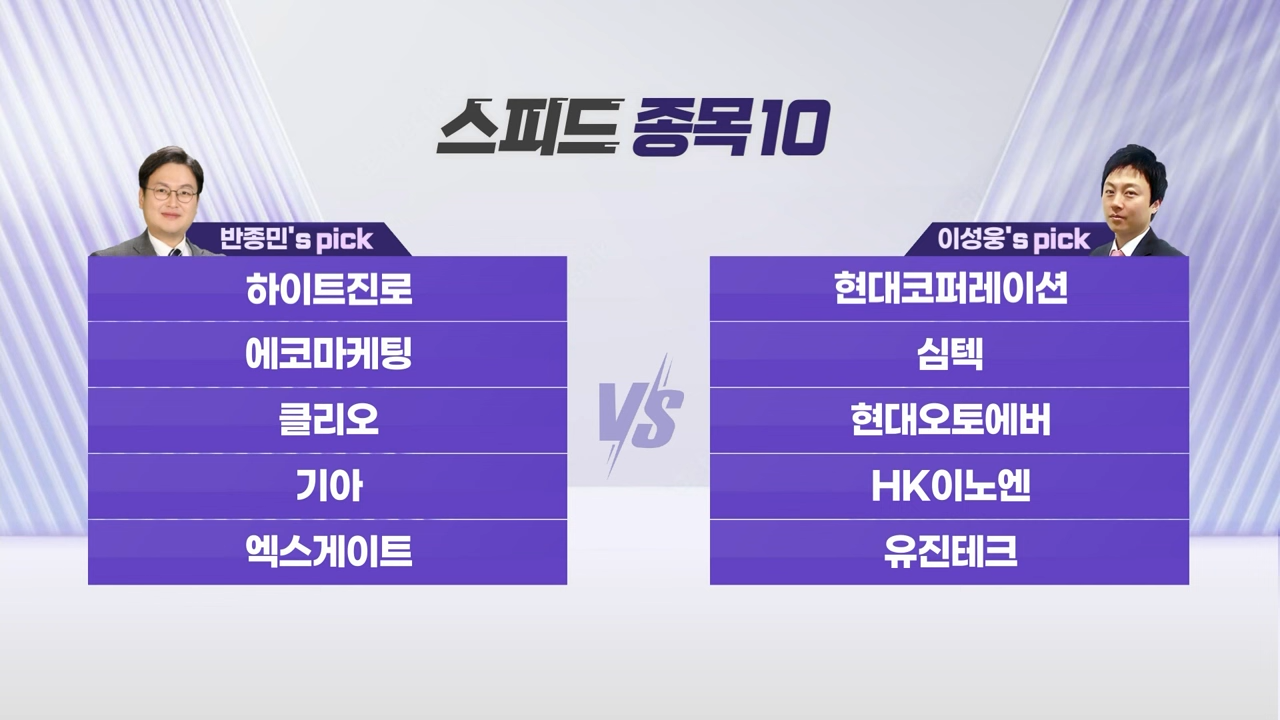 스피드 종목10
반종민's pick
하이트진로
에코마케팅
클리오
기아
엑스게이트
VS
이성웅's pick
현대코퍼레이션
심텍
현대오토에버
HK이노엔
유진테크